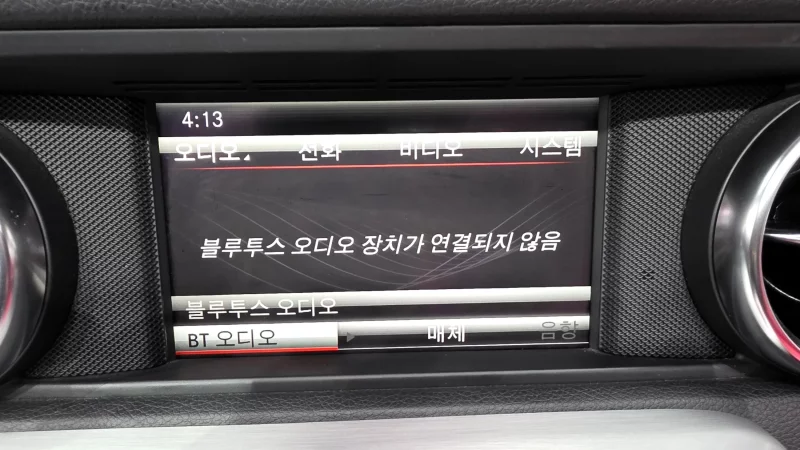 4:13
오디오 전화 비디오 시스템
블루투스 오디오 장치가 연결되지 않음
블루투스 오디오
BT 오디오 매체 음향